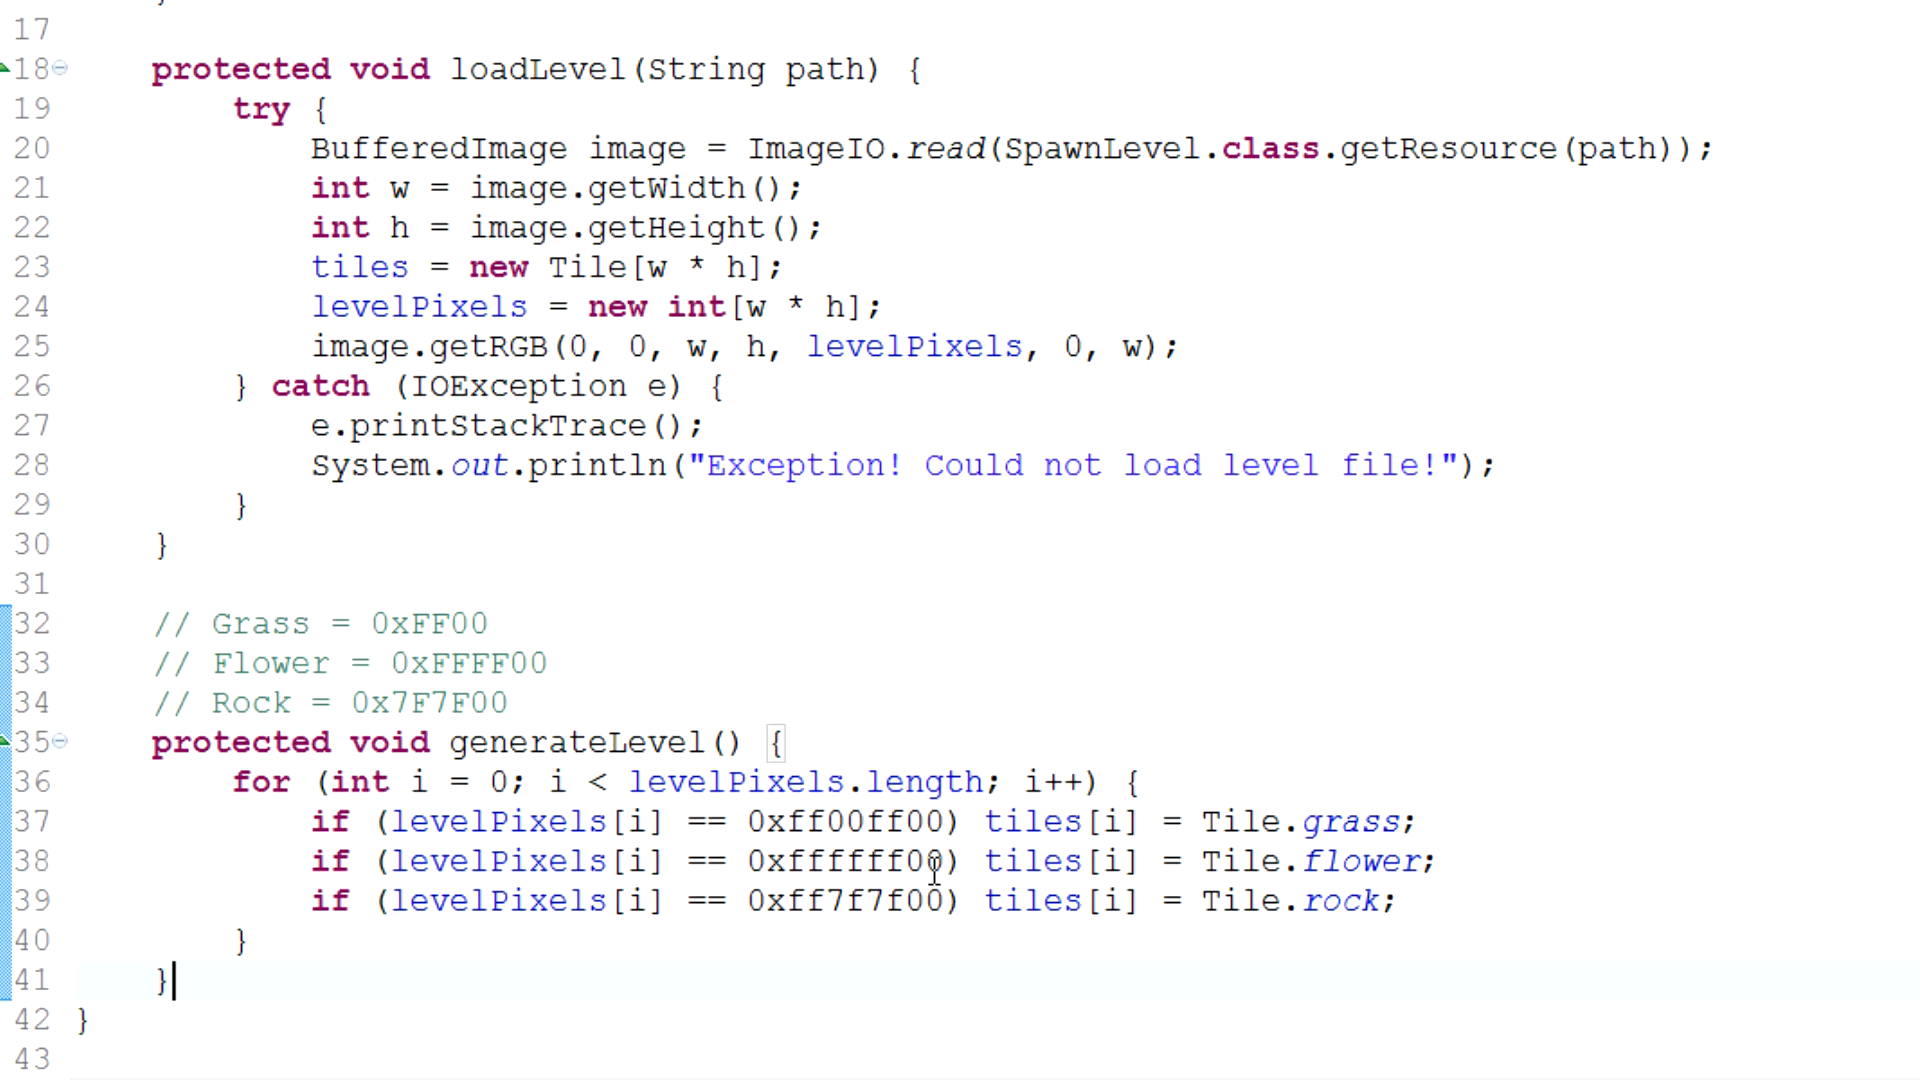 17
18 protected void loadLevel(String path) {
19 try {
20 BufferedImage image = ImageIO.read(SpawnLevel.class.getResource(path));
21 int w = image.getWidth();
22 int h = image.getHeight();
23 tiles = new Tile[w * h];
24 levelPixels = new int[w * h];
25 image.getRGB(0, 0, w, h, levelPixels, 0, w);
26 } catch (IOException e) {
27 e.printStackTrace();
28 System.out.println("Exception! Could not load level file!");
29 }
30 }
31
32 // Grass = 0xFF00
33 // Flower = 0xFFFF00
34 // Rock = 0x7F7F00
35 protected void generateLevel() {
36 for (int i = 0; i < levelPixels.length; i++) {
37 if (levelPixels[i] == 0xff00ff00) tiles[i] = Tile.grass;
38 if (levelPixels[i] == 0xffffff00) tiles[i] = Tile.flower;
39 if (levelPixels[i] == 0xff7f7f00) tiles[i] = Tile.rock;
40 }
41 }
42 }
43